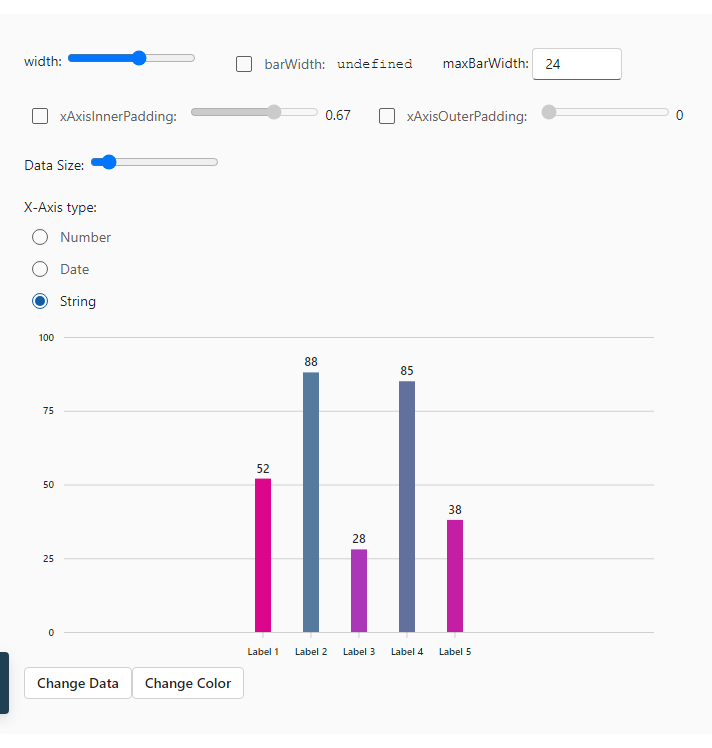 width: barWidth: undefined maxBarWidth: 24
xAxisInnerPadding: 0.67 xAxisOuterPadding: 0
Data Size:
X-Axis type:
Number
Date
String
100
88
85
75
52
50
38
28
25
0
Label 1 Label 2 Label 3 Label 4 Label 5
Change Data Change Color